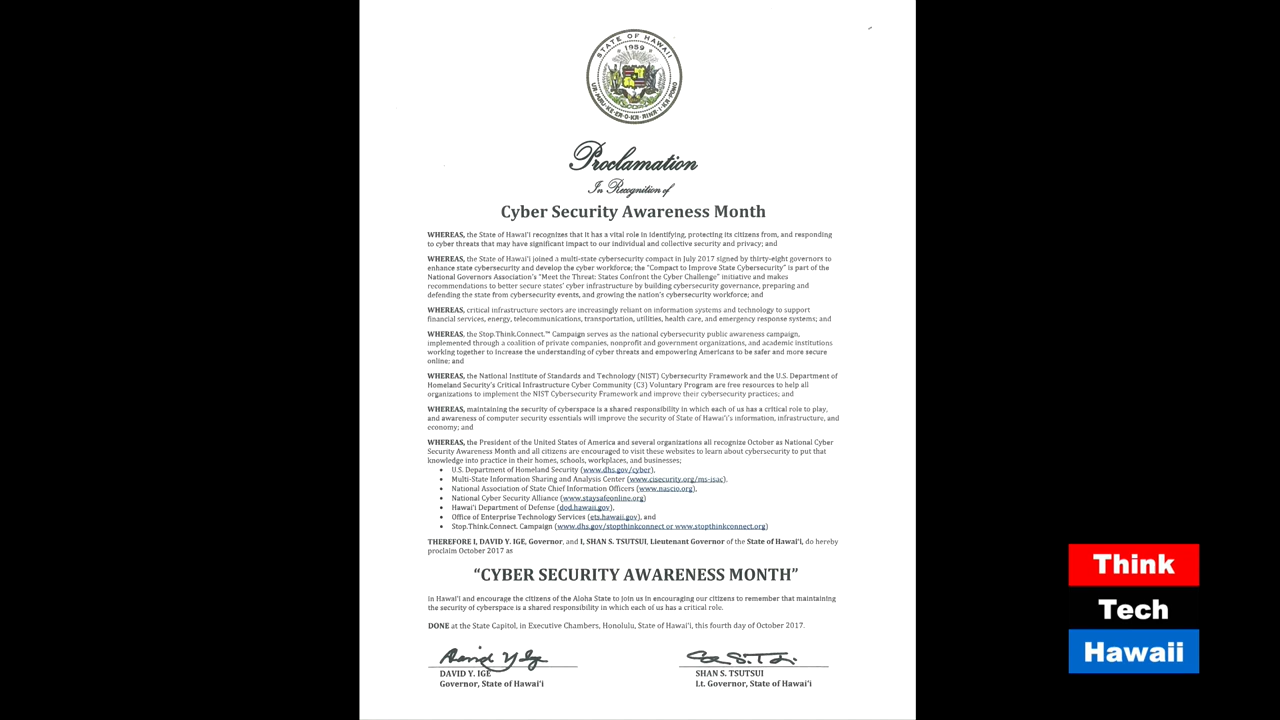 STATE OF HAWAII
1959
Proclamation
In Recognition of
Cyber Security Awareness Month
WHEREAS, the State of Hawai'i recognizes that it has a vital role in identifying, protecting its citizens from, and responding
to cyber threats that may have significant impact to our individual and collective security and privacy; and
WHEREAS, the State of Hawai'i joined a multi-state cybersecurity compact in July 2017 signed by thirty-eight governors to
enhance state cybersecurity and develop the cyber workforce; the "Compact to Improve State Cybersecurity" is part of the
National Governors Association's "Meet the Threat: States Confront the Cyber Challenge" initiative and makes
recommendations to better secure states' cyber infrastructure by building cybersecurity governance, preparing and
defending the state from cybersecurity events, and growing the nation's cybersecurity workforce; and
WHEREAS, critical infrastructure sectors are increasingly reliant on information systems and technology to support
financial services, energy, telecommunications, transportation, utilities, health care, and emergency response systems; and
WHEREAS, the Stop.Think.Connect.™ Campaign serves as the national cybersecurity public awareness campaign,
implemented through a coalition of private companies, nonprofit and government organizations, and academic institutions
working together to increase the understanding of cyber threats and empowering Americans to be safer and more secure
online; and
WHEREAS, the National Institute of Standards and Technology (NIST) Cybersecurity Framework and the U.S. Department of
Homeland Security's Critical Infrastructure Cyber Community (C3) Voluntary Program are free resources to help all
organizations to implement the NIST Cybersecurity Framework and improve their cybersecurity practices; and
WHEREAS, maintaining the security of cyberspace is a shared responsibility in which each of us has a critical role to play,
and awareness of computer security essentials will improve the security of State of Hawai'i's information, infrastructure, and
economy; and
WHEREAS, the President of the United States of America and several organizations all recognize October as National Cyber
Security Awareness Month and all citizens are encouraged to visit these websites to learn about cybersecurity to put that
knowledge into practice in their homes, schools, workplaces, and businesses;
• U.S. Department of Homeland Security (www.dhs.gov/cyber),
• Multi-State Information Sharing and Analysis Center (www.cisecurity.org/ms-isac),
• National Association of State Chief Information Officers (www.nascio.org),
• National Cyber Security Alliance (www.staysafeonline.org)
• Hawai'i Department of Defense (dod.hawaii.gov),
• Office of Enterprise Technology Services (ets.hawaii.gov), and
• Stop.Think.Connect. Campaign (www.dhs.gov/stopthinkconnect or www.stopthinkconnect.org)
THEREFORE I, DAVID Y. IGE, Governor, and I, SHAN S. TSUTSUI, Lieutenant Governor of the State of Hawai'i, do hereby
proclaim October 2017 as
"CYBER SECURITY AWARENESS MONTH"
in Hawai'i and encourage the citizens of the Aloha State to join us in encouraging our citizens to remember that maintaining
the security of cyberspace is a shared responsibility in which each of us has a critical role.
DONE at the State Capitol, in Executive Chambers, Honolulu, State of Hawai'i, this fourth day of October 2017.
David Y Ige
DAVID Y. IGE
Governor, State of Hawai'i
SHAN S. TSUTSUI
Lt. Governor, State of Hawai'i
Think
Tech
Hawaii